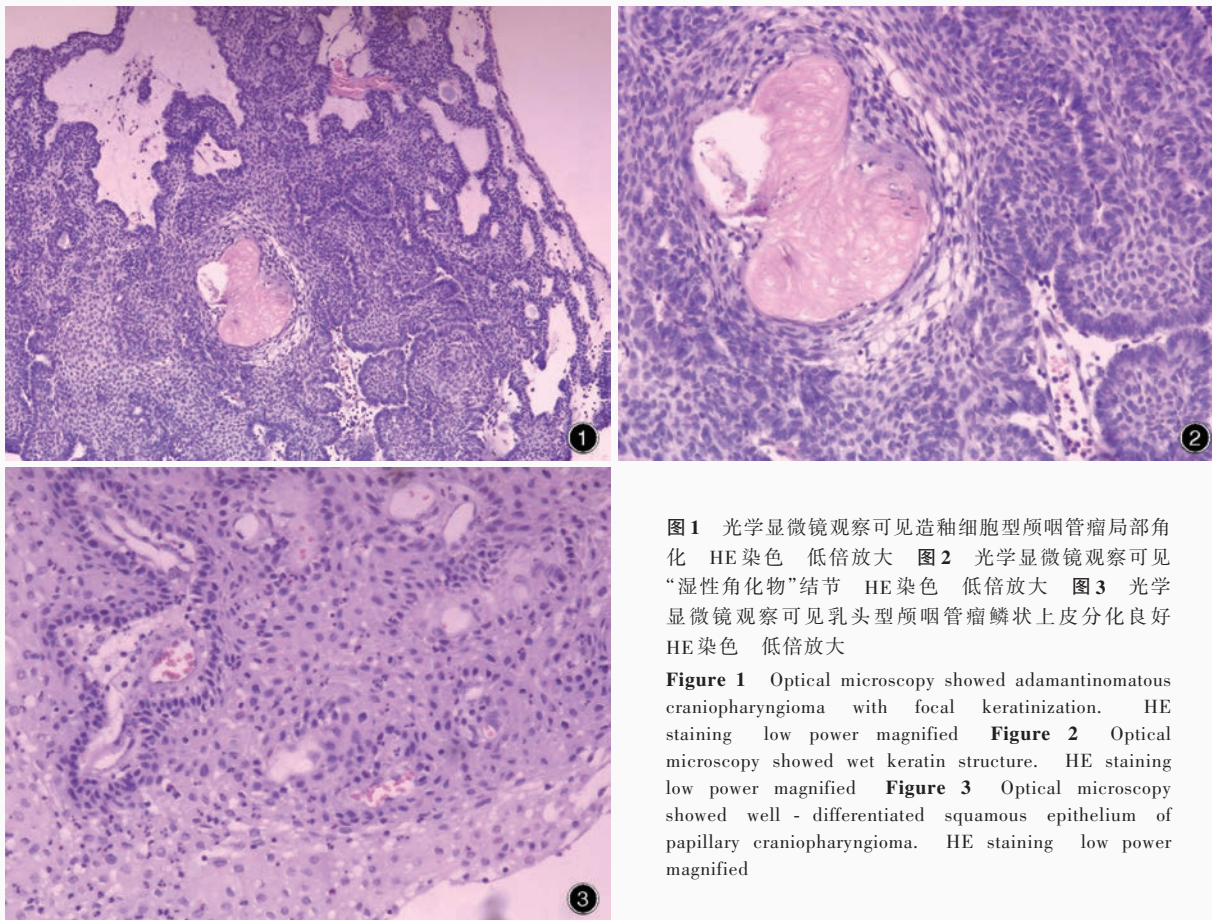 1
2
3
图1 光学显微镜观察可见造釉细胞型颅咽管瘤局部角
化 HE染色 低倍放大 图2 光学显微镜观察可见
“湿性角化物”结节 HE染色 低倍放大 图3 光学
显微镜观察可见乳头型颅咽管瘤鳞状上皮分化良好
HE染色 低倍放大
Figure 1 Optical microscopy showed adamantinomatous
craniopharyngioma with focal keratinization. HE
staining low power magnified Figure 2 Optical
microscopy showed wet keratin structure. HE staining
low power magnified Figure 3 Optical microscopy
showed well - differentiated squamous epithelium of
papillary craniopharyngioma. HE staining low power
magnified